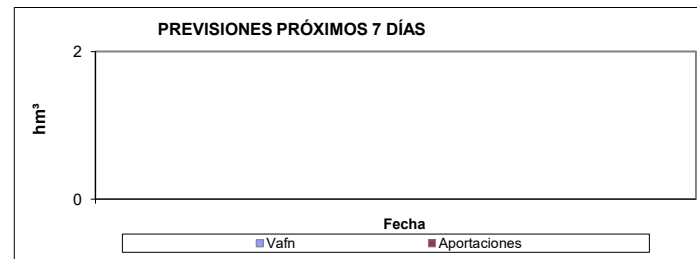 PREVISIONES PRÓXIMOS 7 DÍAS
2
hm³
0
Fecha
Vafn Aportaciones